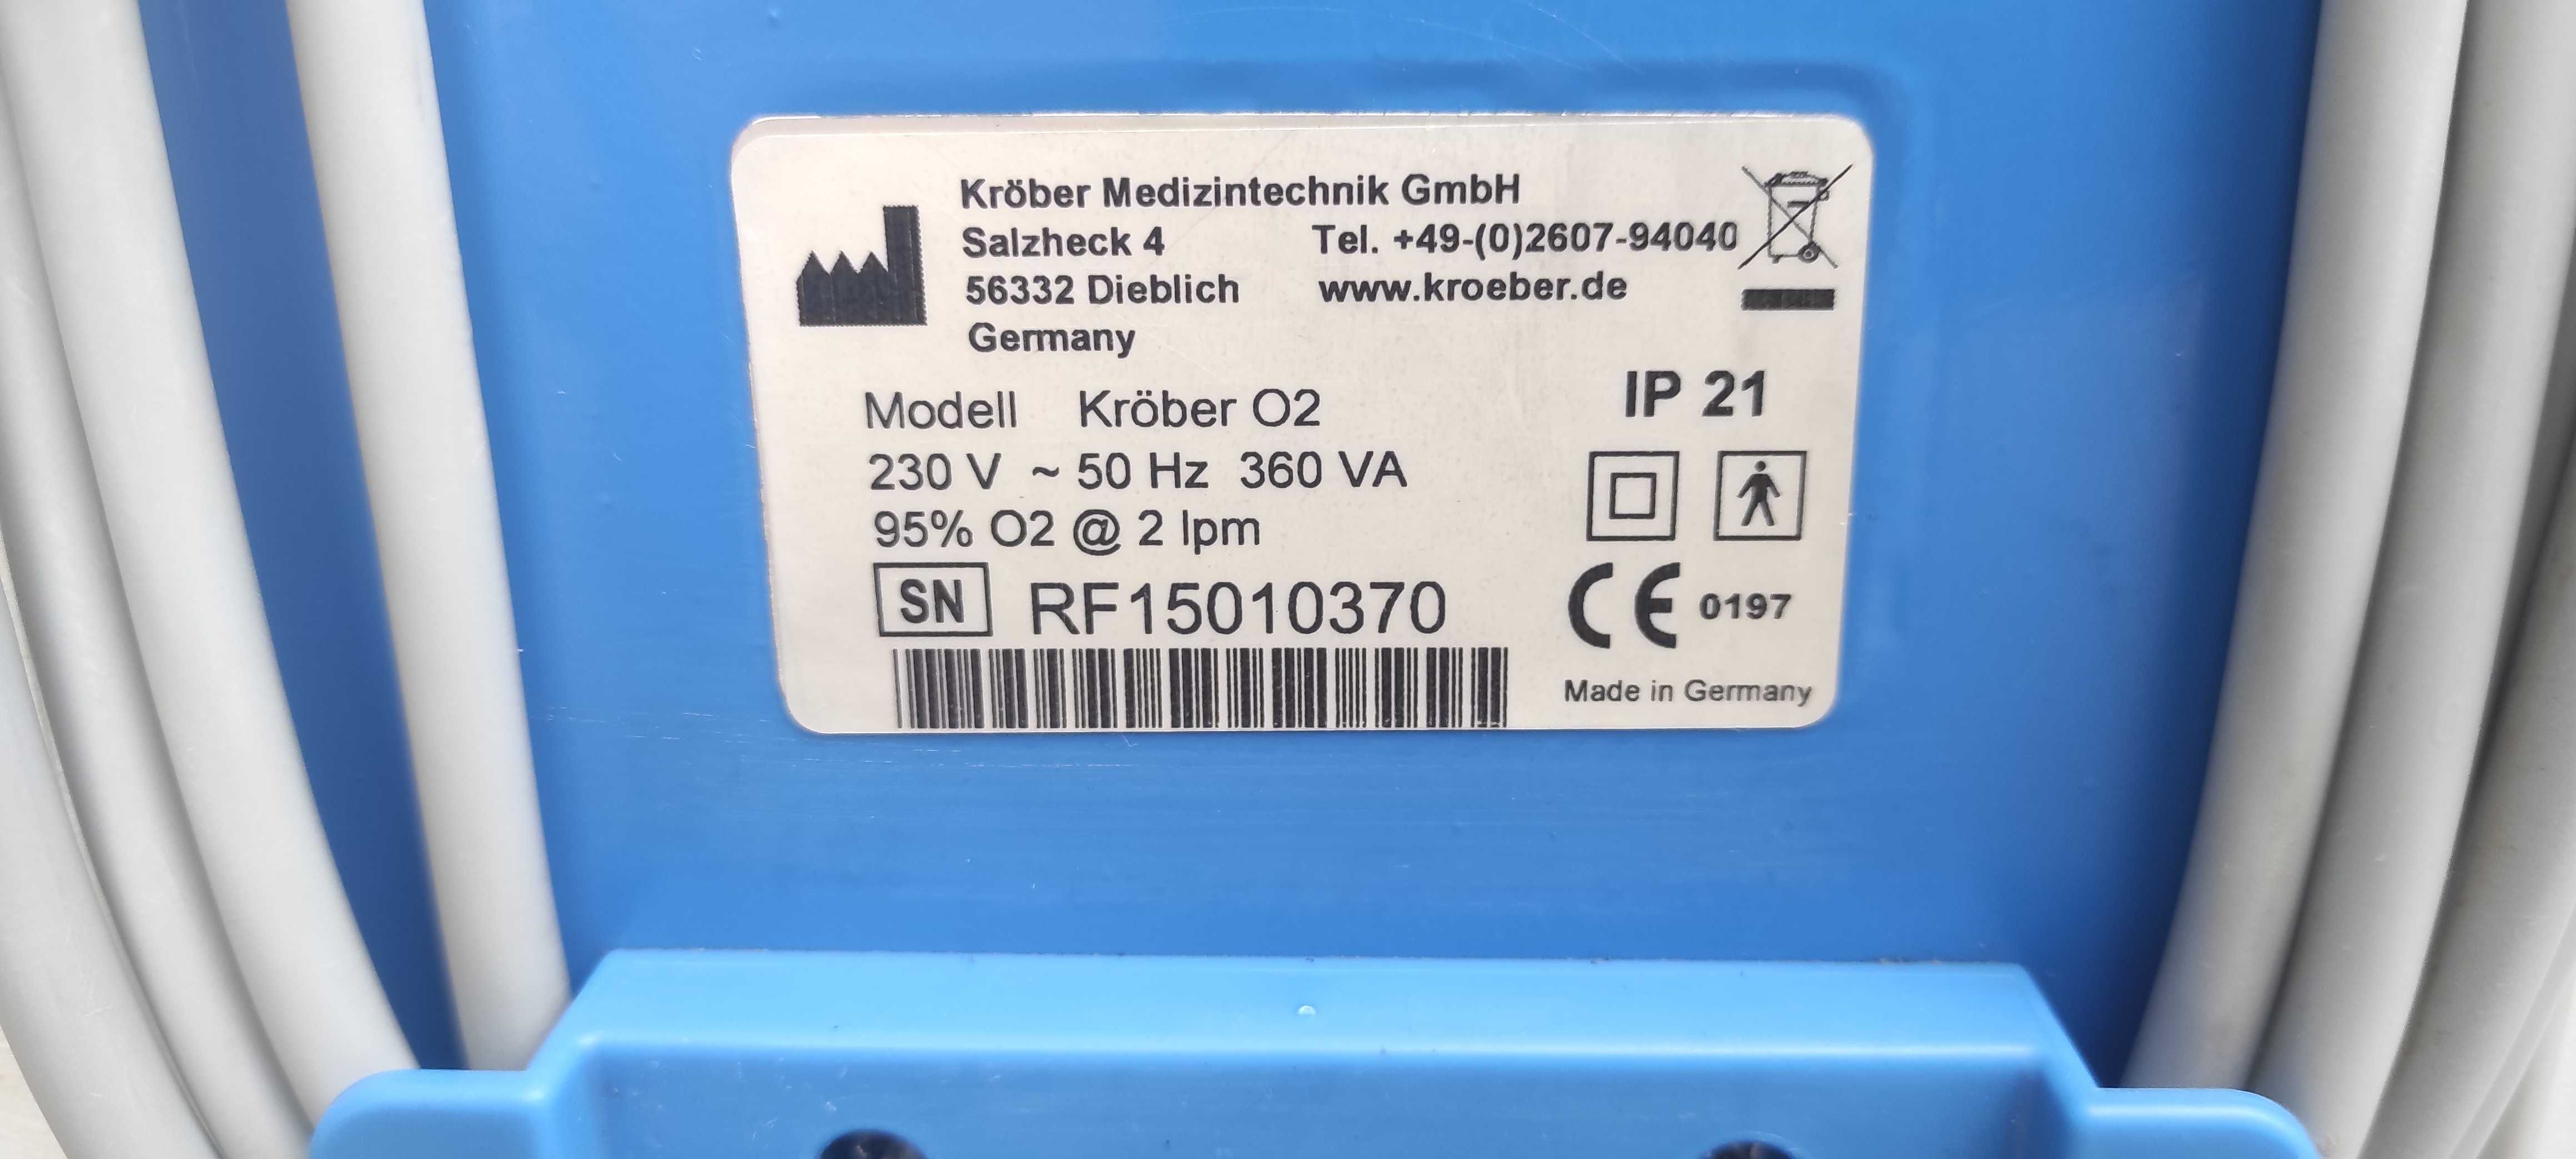 Kröber Medizintechnik GmbH
Salzheck 4 Tel. +49-(0)2607-94040
56332 Dieblich www.kroeber.de
Germany
IP 21
Modell Kröber O2
230 V ~ 50 Hz 360 VA
95% O2 @ 2 lpm
SN RF15010370
CE 0197
Made in Germany